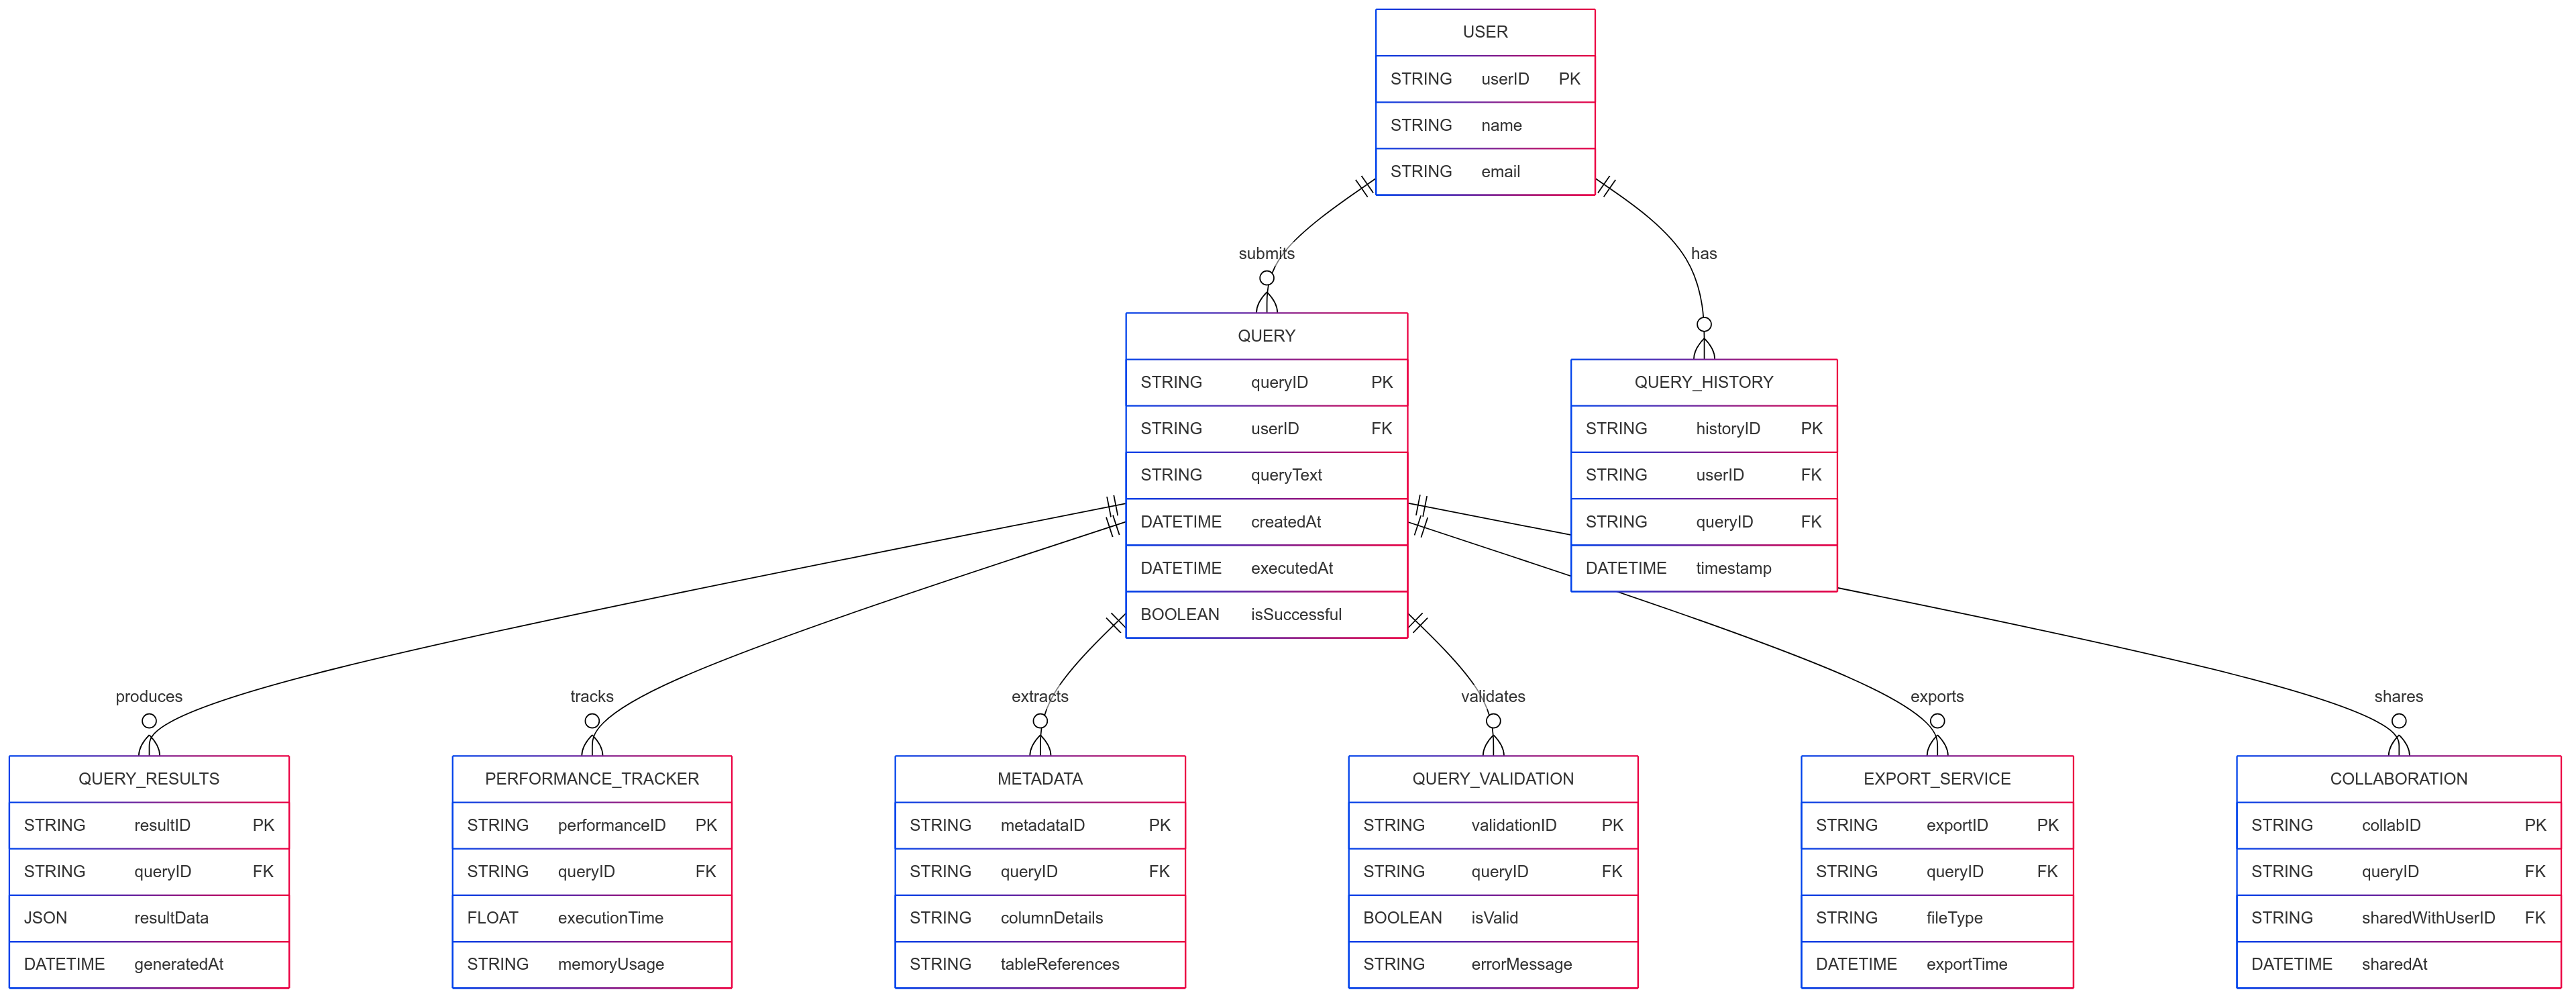 USER
STRING userID PK
STRING name
STRING email
submits
has
QUERY
STRING queryID PK
STRING userID FK
STRING queryText
DATETIME createdAt
DATETIME executedAt
BOOLEAN isSuccessful
QUERY_HISTORY
STRING historyID PK
STRING userID FK
STRING queryID FK
DATETIME timestamp
produces
tracks
extracts
validates
exports
shares
QUERY_RESULTS
STRING resultID PK
STRING queryID FK
JSON resultData
DATETIME generatedAt
PERFORMANCE_TRACKER
STRING performanceID PK
STRING queryID FK
FLOAT executionTime
STRING memoryUsage
METADATA
STRING metadataID PK
STRING queryID FK
STRING columnDetails
STRING tableReferences
QUERY_VALIDATION
STRING validationID PK
STRING queryID FK
BOOLEAN isValid
STRING errorMessage
EXPORT_SERVICE
STRING exportID PK
STRING queryID FK
STRING fileType
DATETIME exportTime
COLLABORATION
STRING collabID PK
STRING queryID FK
STRING sharedWithUserID FK
DATETIME sharedAt